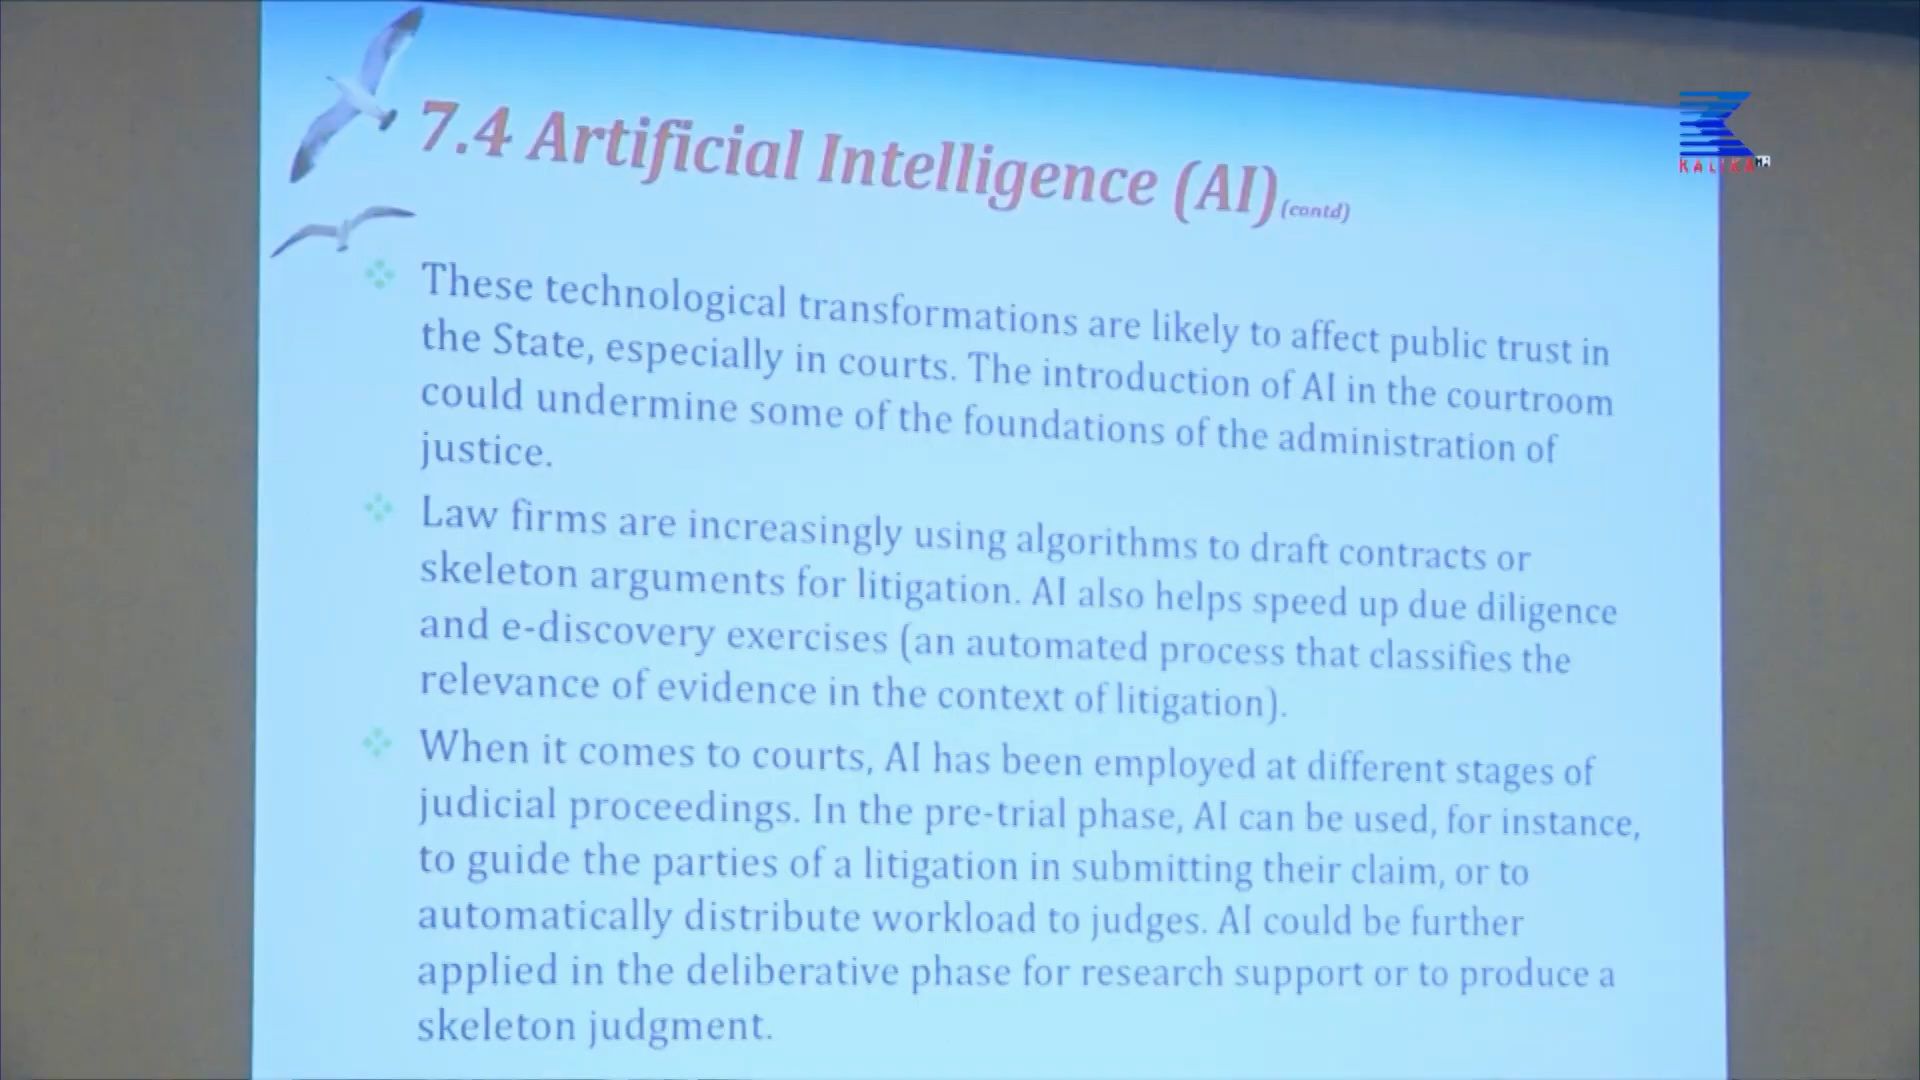 7.4 Artificial Intelligence (AI) (contd)
These technological transformations are likely to affect public trust in
the State, especially in courts. The introduction of AI in the courtroom
could undermine some of the foundations of the administration of
justice.
Law firms are increasingly using algorithms to draft contracts or
skeleton arguments for litigation. AI also helps speed up due diligence
and e-discovery exercises (an automated process that classifies the
relevance of evidence in the context of litigation).
When it comes to courts, AI has been employed at different stages of
judicial proceedings. In the pre-trial phase, AI can be used, for instance,
to guide the parties of a litigation in submitting their claim, or to
automatically distribute workload to judges. AI could be further
applied in the deliberative phase for research support or to produce a
skeleton judgment.
KALIKA